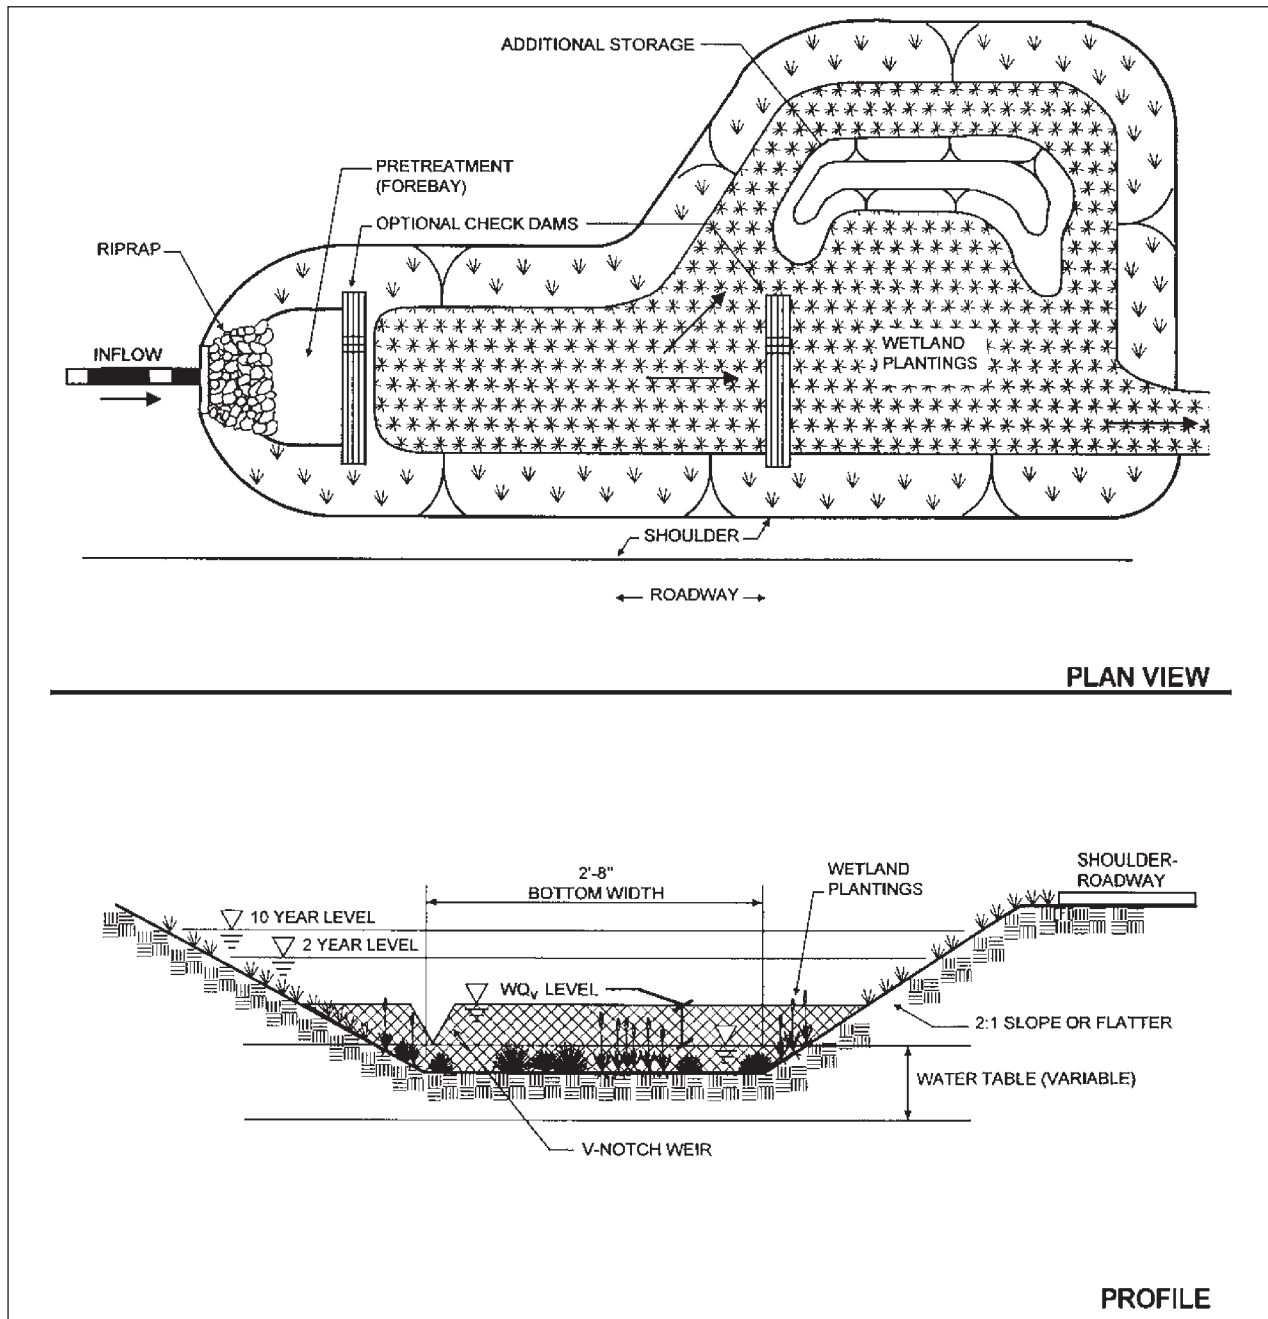 ADDITIONAL STORAGE
PRETREATMENT
(FOREBAY)
OPTIONAL CHECK DAMS
RIPRAP
INFLOW
WETLAND
PLANTINGS
SHOULDER
ROADWAY
PLAN VIEW
2'-8"
BOTTOM WIDTH
WETLAND
PLANTINGS
SHOULDER-
ROADWAY
10 YEAR LEVEL
2 YEAR LEVEL
WQv LEVEL
2:1 SLOPE OR FLATTER
WATER TABLE (VARIABLE)
V-NOTCH WEIR
PROFILE